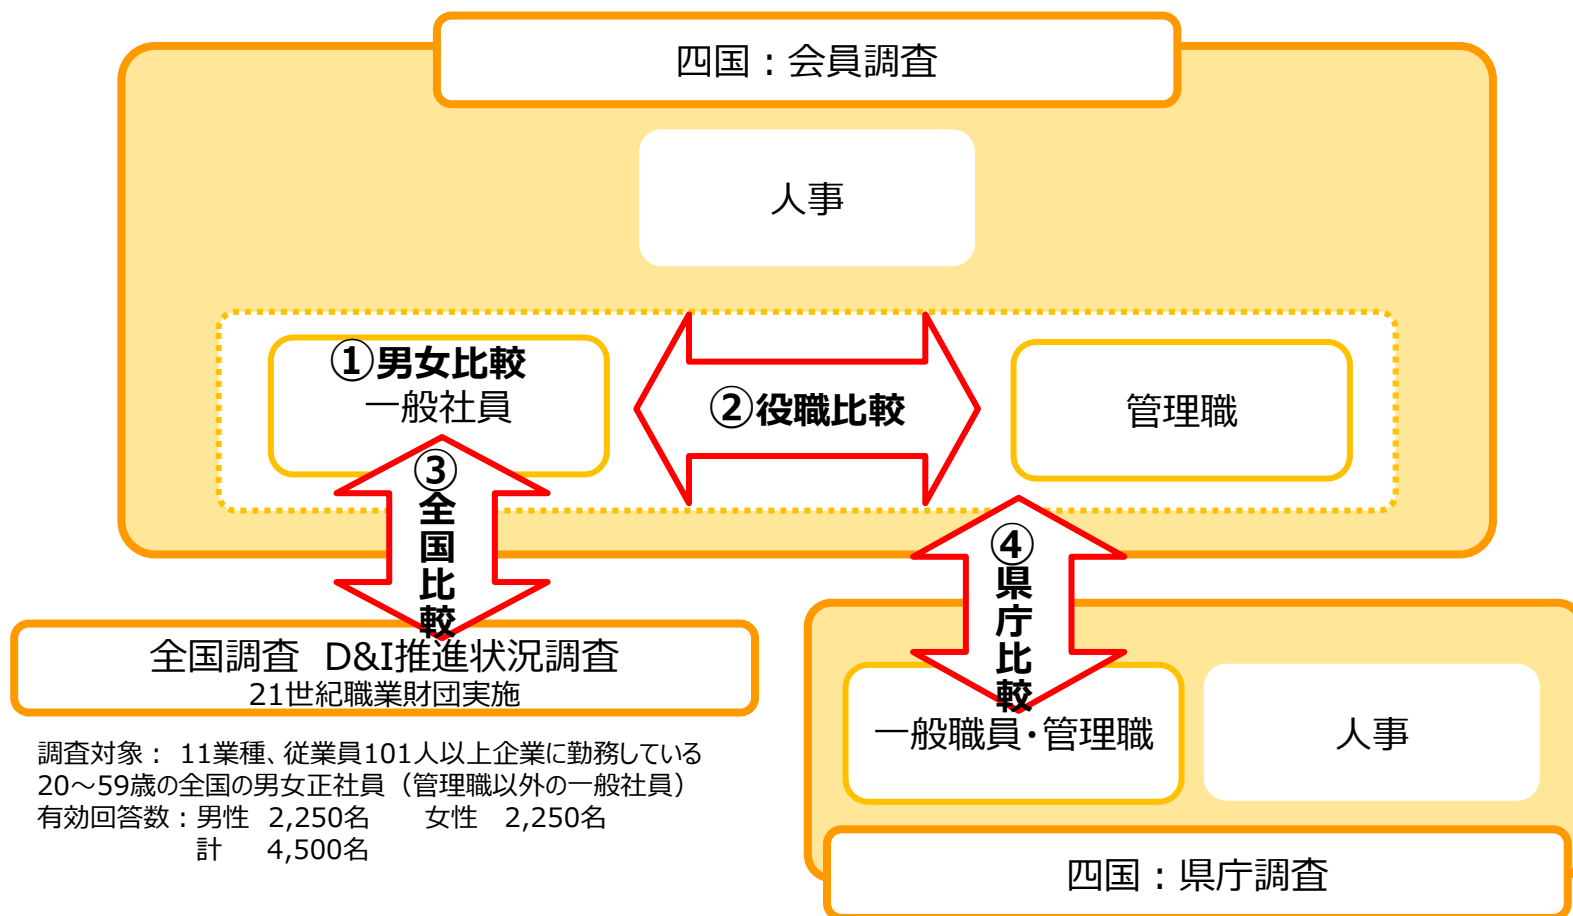 四国：会員調査
人事
①男女比較
一般社員
②役職比較
管理職
③全国比較
④県庁比較
全国調査 D&I推進状況調査
21世紀職業財団実施
調査対象： 11業種、従業員101人以上企業に勤務している
20～59歳の全国の男女正社員（管理職以外の一般社員）
有効回答数：男性 2,250名 女性 2,250名
計 4,500名
一般職員・管理職
人事
四国：県庁調査